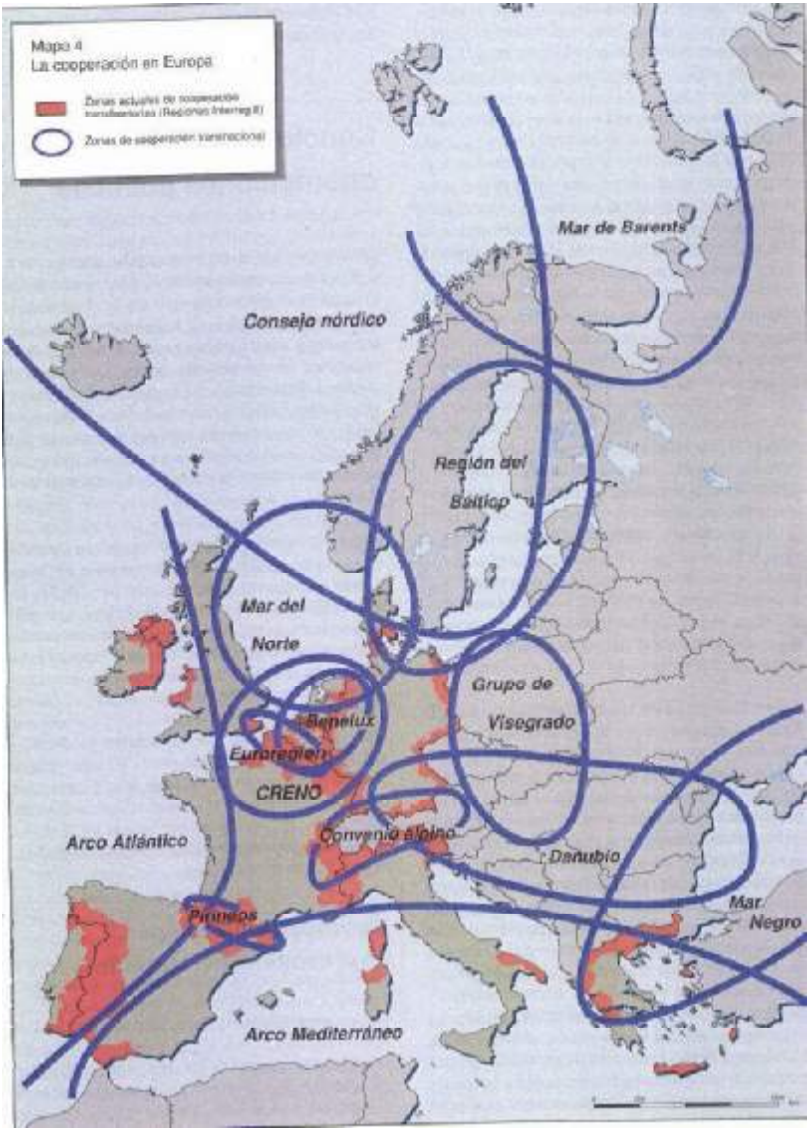 Mapa 4
La cooperación en Europa
Zonas actuales de cooperación
transfronteriza (Regiones Interreg II)
Zonas de cooperación transnacional
Mar de Barents
Consejo nórdico
Región del
Báltico
Mar del
Norte
Grupo de
Visegrado
Benelux
Euroregión
CRENO
Arco Atlántico
Convenio alpino
Danubio
Mar
Negro
Pirineos
Arco Mediterráneo